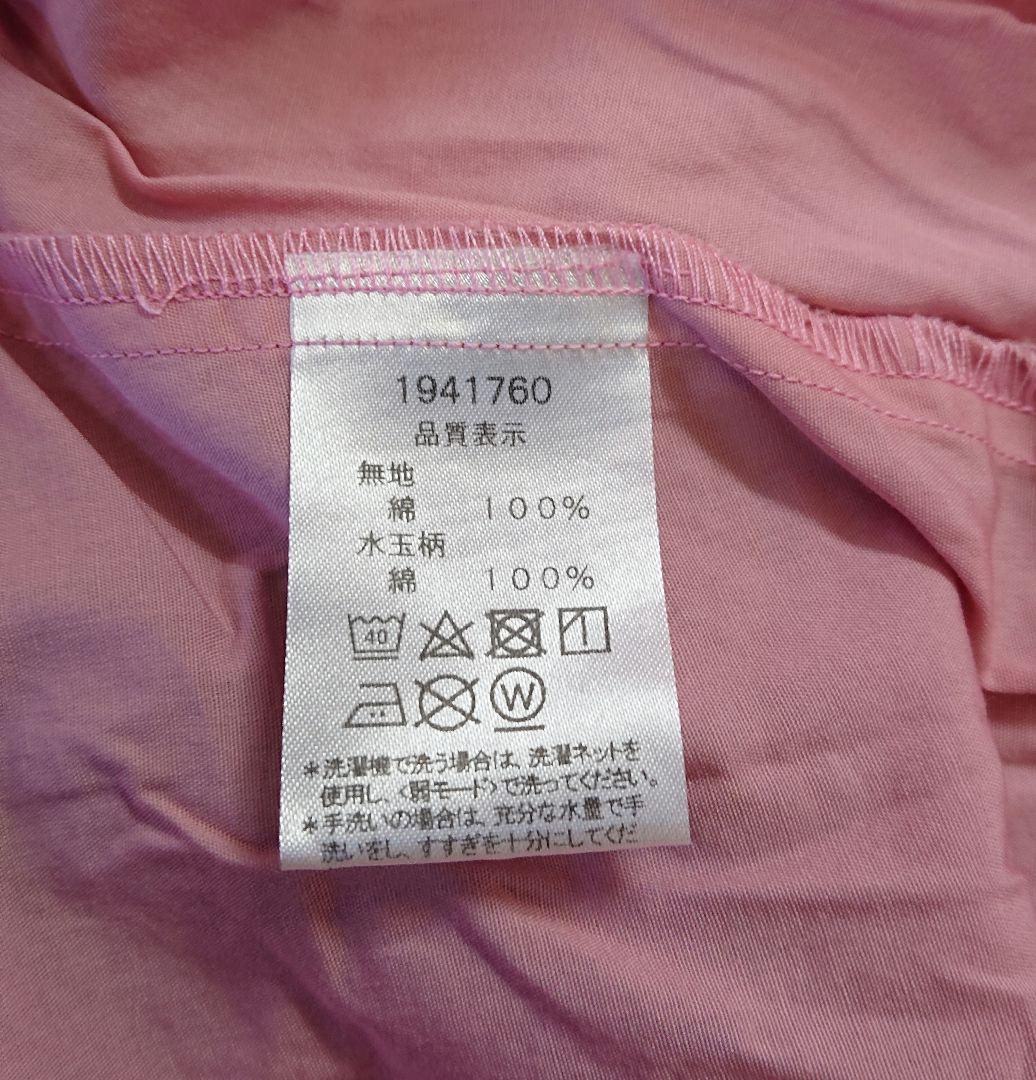 1941760
品質表示
無地
綿 100%
水玉柄
綿 100%
40
W
*洗濯機で洗う場合は、洗濯ネットを
使用し、<弱モード>で洗ってください。
*手洗いの場合は、充分な水量で手
洗いをし、すすぎを十分にしてくだ